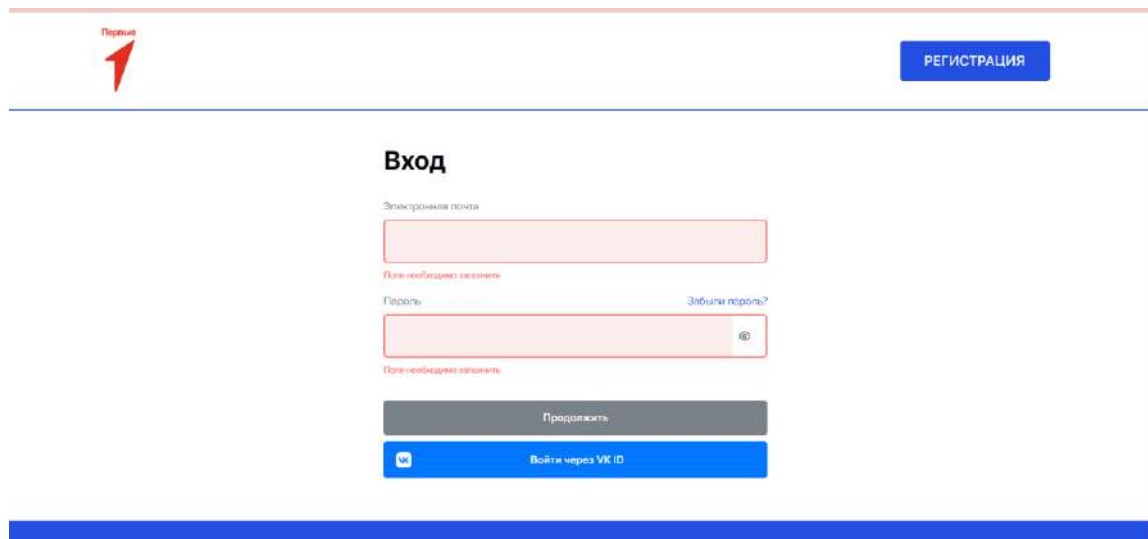 Первые
РЕГИСТРАЦИЯ
Вход
Электронная почта
Поле необходимо заполнить
Пароль
Забыли пароль?
Поле необходимо заполнить
Продолжить
Войти через VK ID